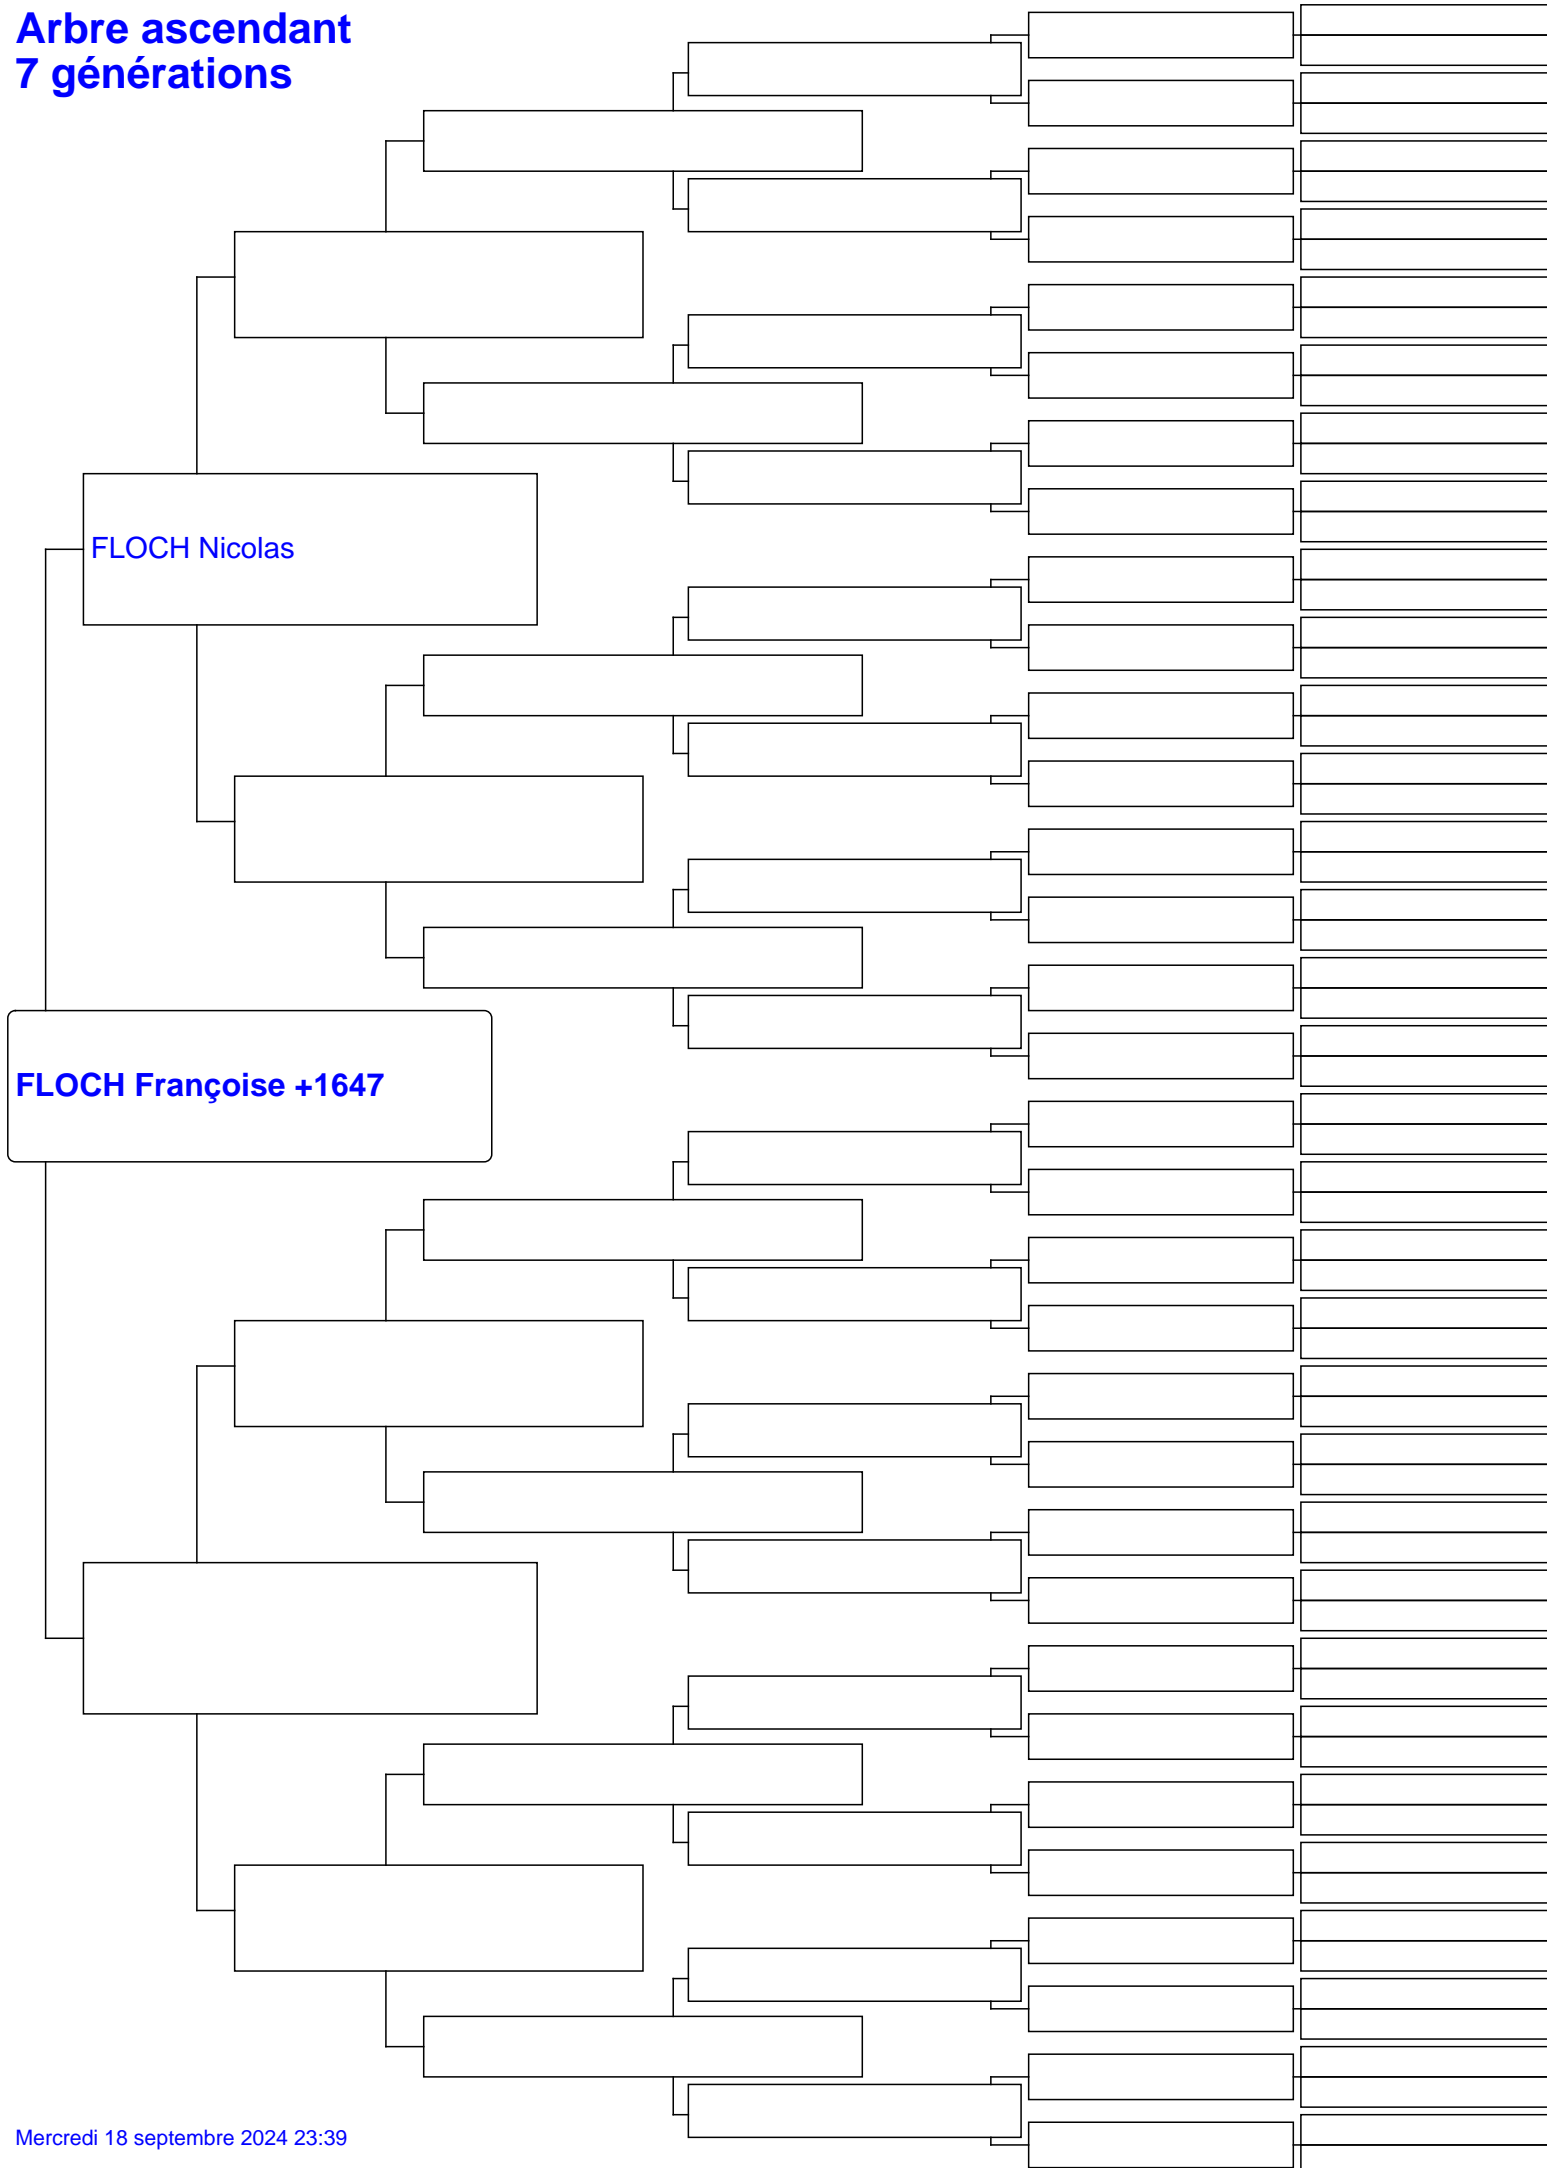 Arbre ascendant
7 générations
FLOCH Nicolas
FLOCH Françoise +1647
Mercredi 18 septembre 2024 23:39